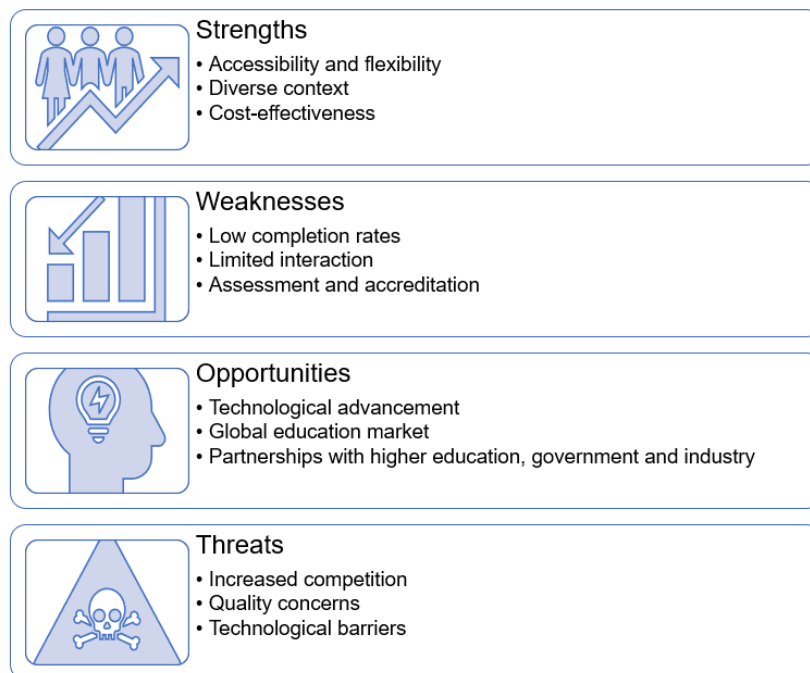 Strengths
• Accessibility and flexibility
• Diverse context
• Cost-effectiveness
Weaknesses
• Low completion rates
• Limited interaction
• Assessment and accreditation
Opportunities
• Technological advancement
• Global education market
• Partnerships with higher education, government and industry
Threats
• Increased competition
• Quality concerns
• Technological barriers